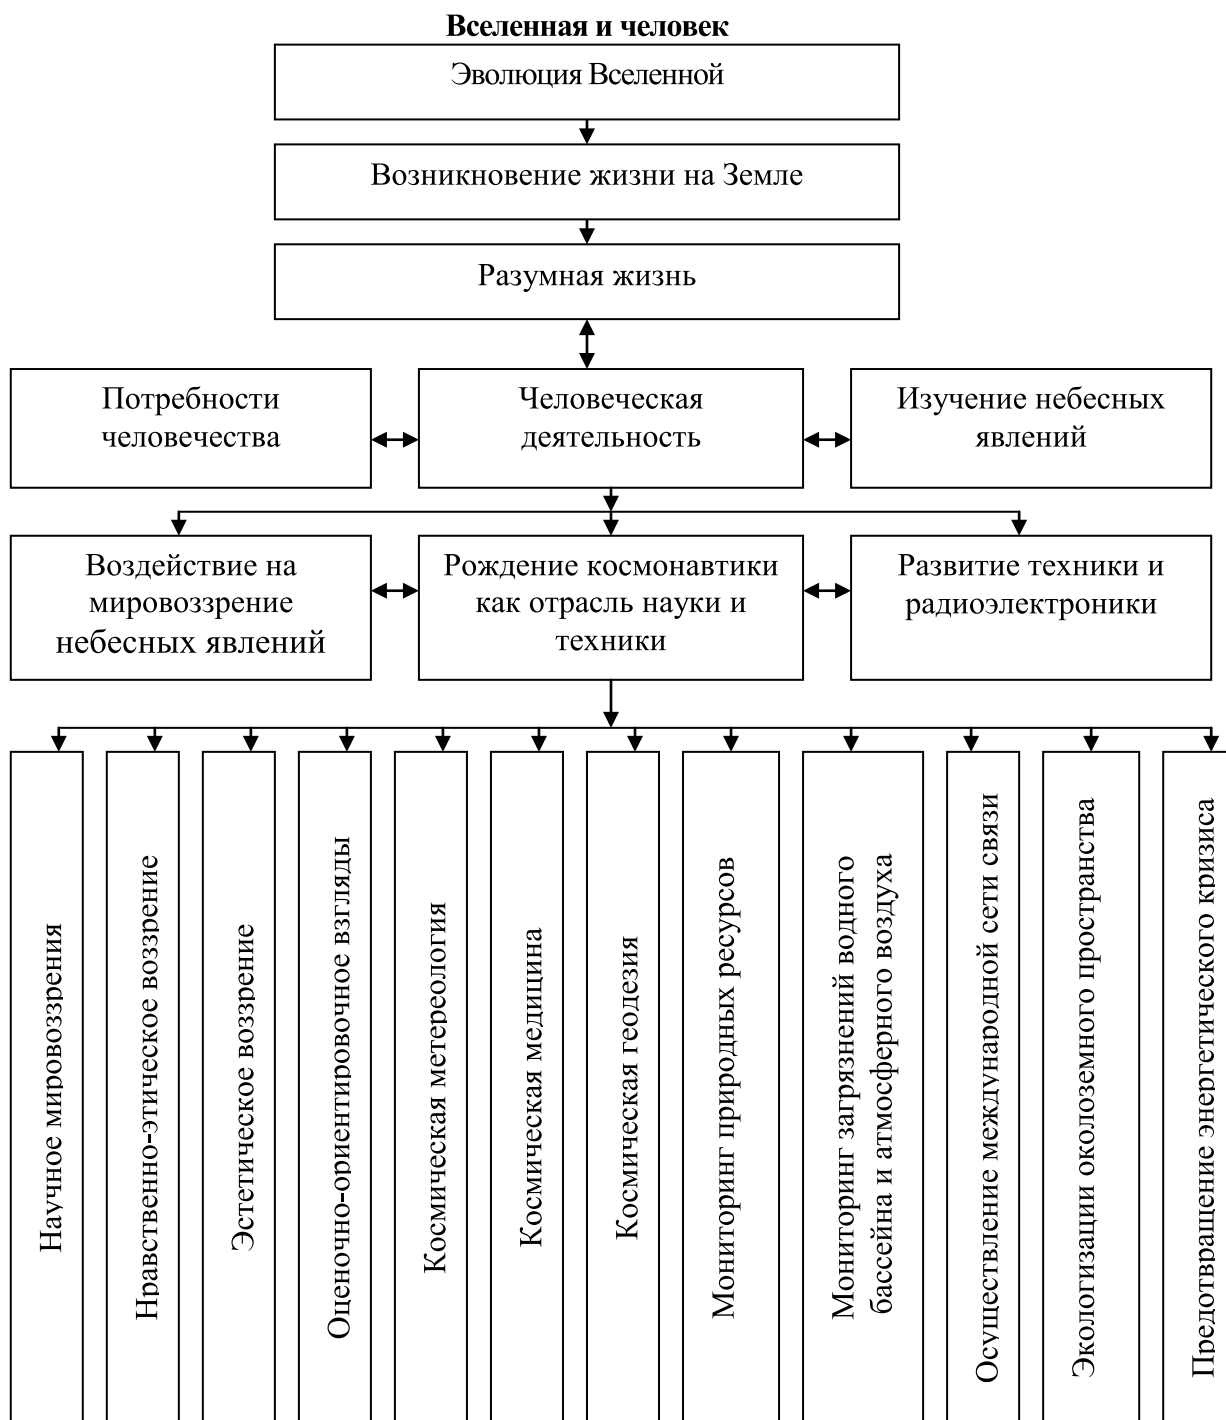 Вселенная и человек
Эволюция Вселенной
Возникновение жизни на Земле
Разумная жизнь
Потребности
человечества
Человеческая
деятельность
Изучение небесных
явлений
Воздействие на
мировоззрение
небесных явлений
Рождение космонавтики
как отрасль науки и
техники
Развитие техники и
радиоэлектроники
Научное мировоззрения
Нравственно-этическое воззрение
Эстетическое воззрение
Оценочно-ориентировочное взгляды
Космическая метереология
Космическая медицина
Космическая геодезия
Мониторинг природных ресурсов
Мониторинг загрязнений водного
бассейна и атмосферного воздуха
Осуществление международной сети связи
Экологизации околоземного пространства
Предотвращение энергетического кризиса